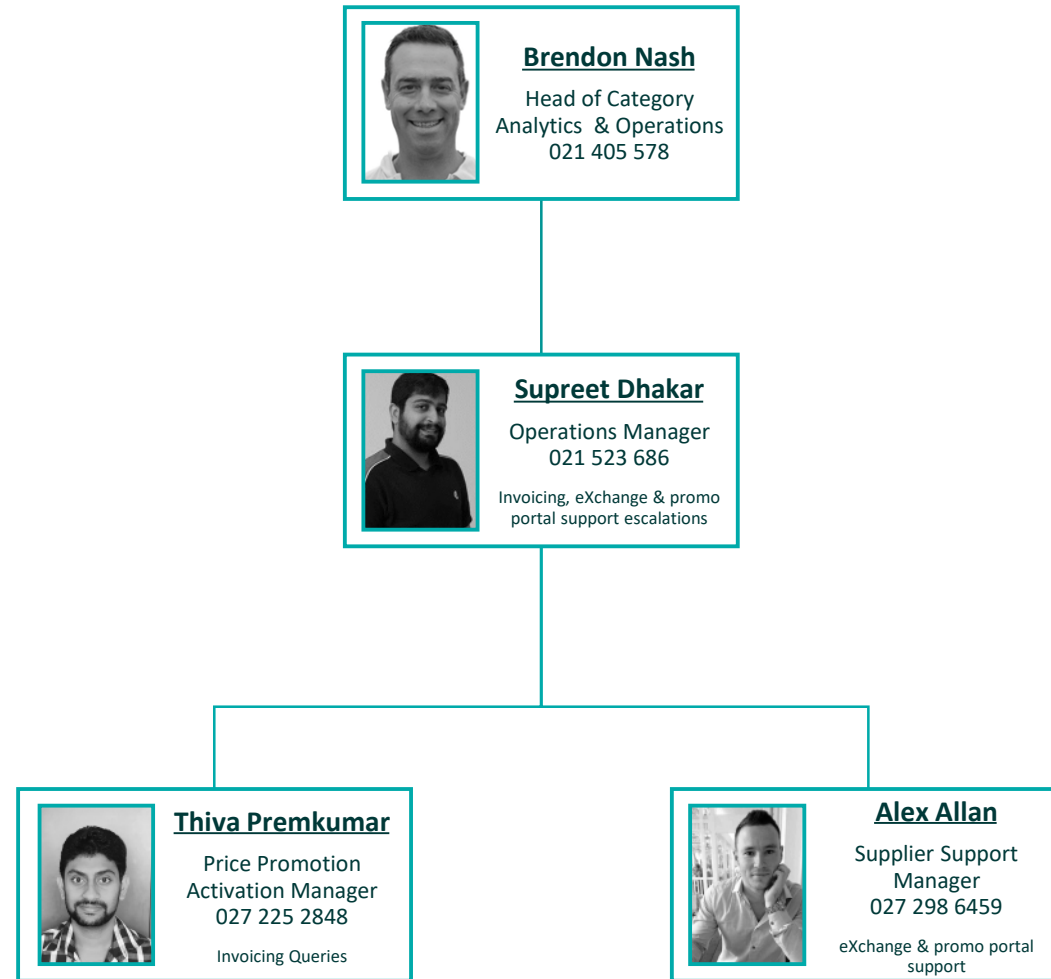 Brendon Nash
Head of Category
Analytics & Operations
021 405 578
Supreet Dhakar
Operations Manager
021 523 686
Invoicing, eXchange & promo
portal support escalations
Thiva Premkumar
Price Promotion
Activation Manager
027 225 2848
Invoicing Queries
Alex Allan
Supplier Support
Manager
027 298 6459
eXchange & promo portal
support